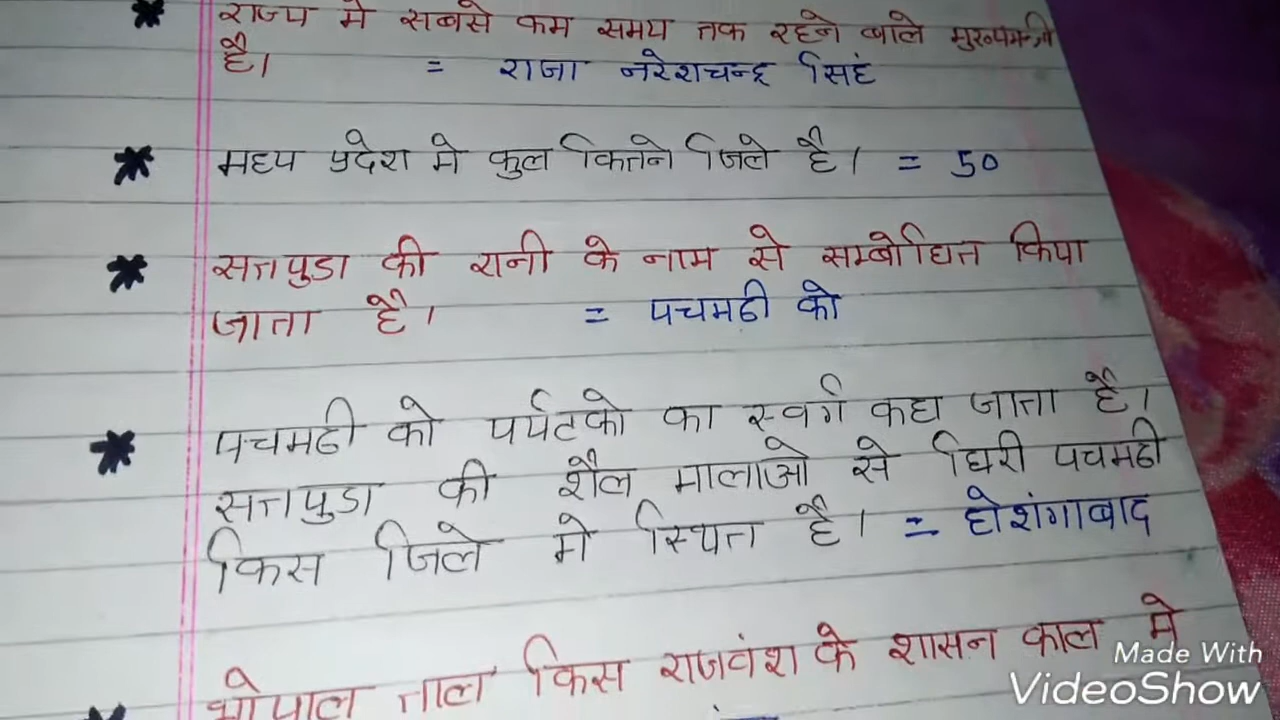 राज्य मे सबसे कम समय तक रहने वाले मुख्यमंत्री
है। = राजा नरेशचन्द्र सिंह
मध्य प्रदेश मे कुल कितने जिले है। = 50
सतपुडा की रानी के नाम से सम्बोधित किया
जाता है। = पचमढी को
पचमढी को पर्यटको का स्वर्ग कहा जाता है।
सतपुडा की शैल मालाओ से घिरी पचमढी
किस जिले मे स्थित है। = होशंगाबाद
भोपाल ताल किस राजवंश के शासन काल मे
Made With
VideoShow